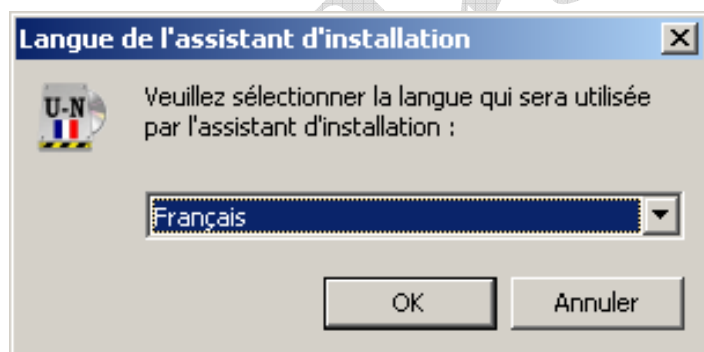 Langue de l'assistant d'installation
U-N
Veuillez sélectionner la langue qui sera utilisée
par l'assistant d'installation :
Français
OK
Annuler